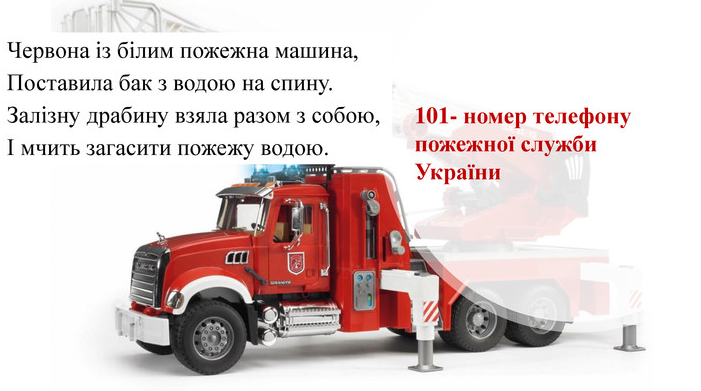 Червона із білим пожежна машина,
Поставила бак з водою на спину.
Залізну драбину взяла разом з собою,
І мчить загасити пожежу водою.
101- номер телефону
пожежної служби
України